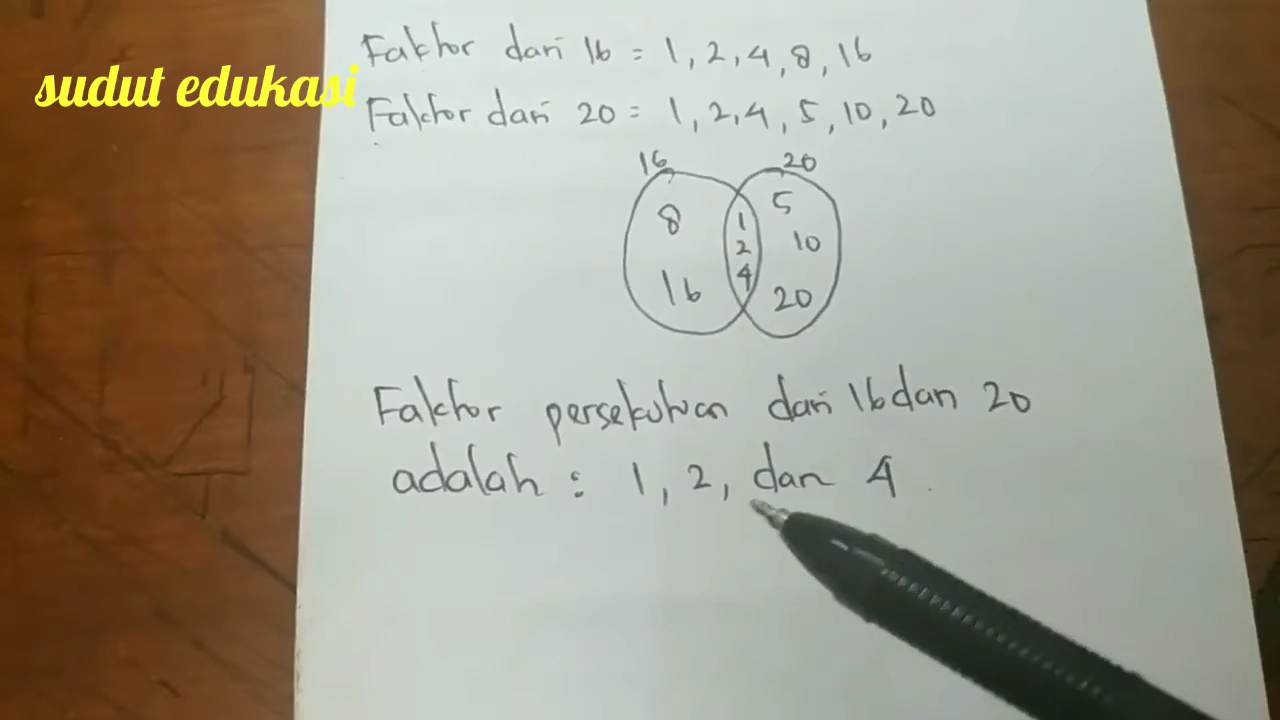 Faktor dari 16 = 1, 2, 4, 8, 16
sudut edukasi
Faktor dari 20 = 1, 2, 4, 5, 10, 20
16 20
8 1 5
2 10
16 4 20
Faktor persekutuan dari 16 dan 20
adalah : 1, 2, dan 4.